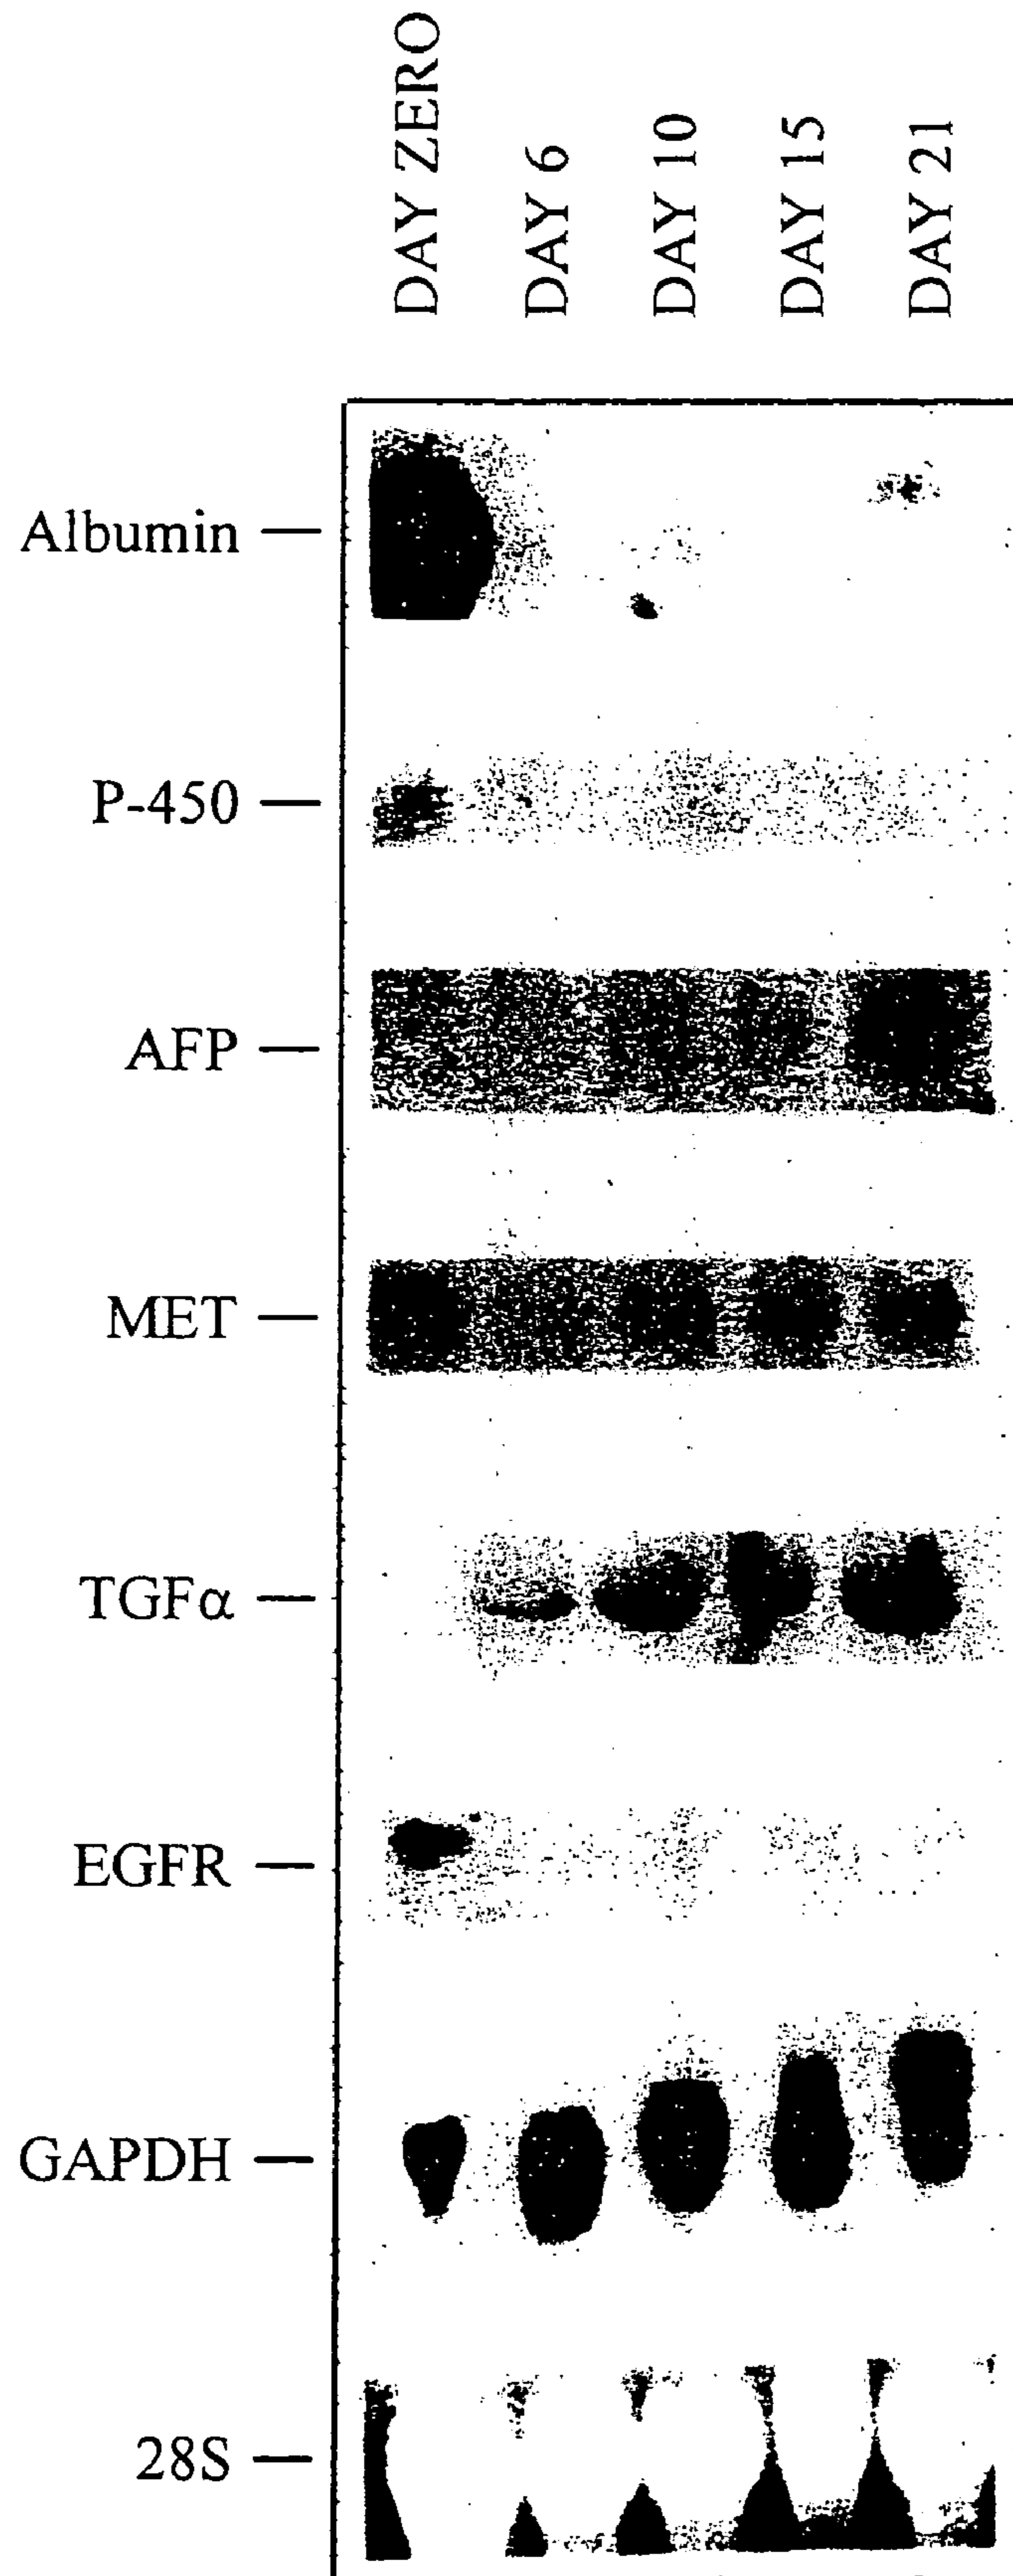 DAY ZERO
DAY 6
DAY 10
DAY 15
DAY 21
Albumin
P-450
AFP
MET
TGFα
EGFR
GAPDH
28S